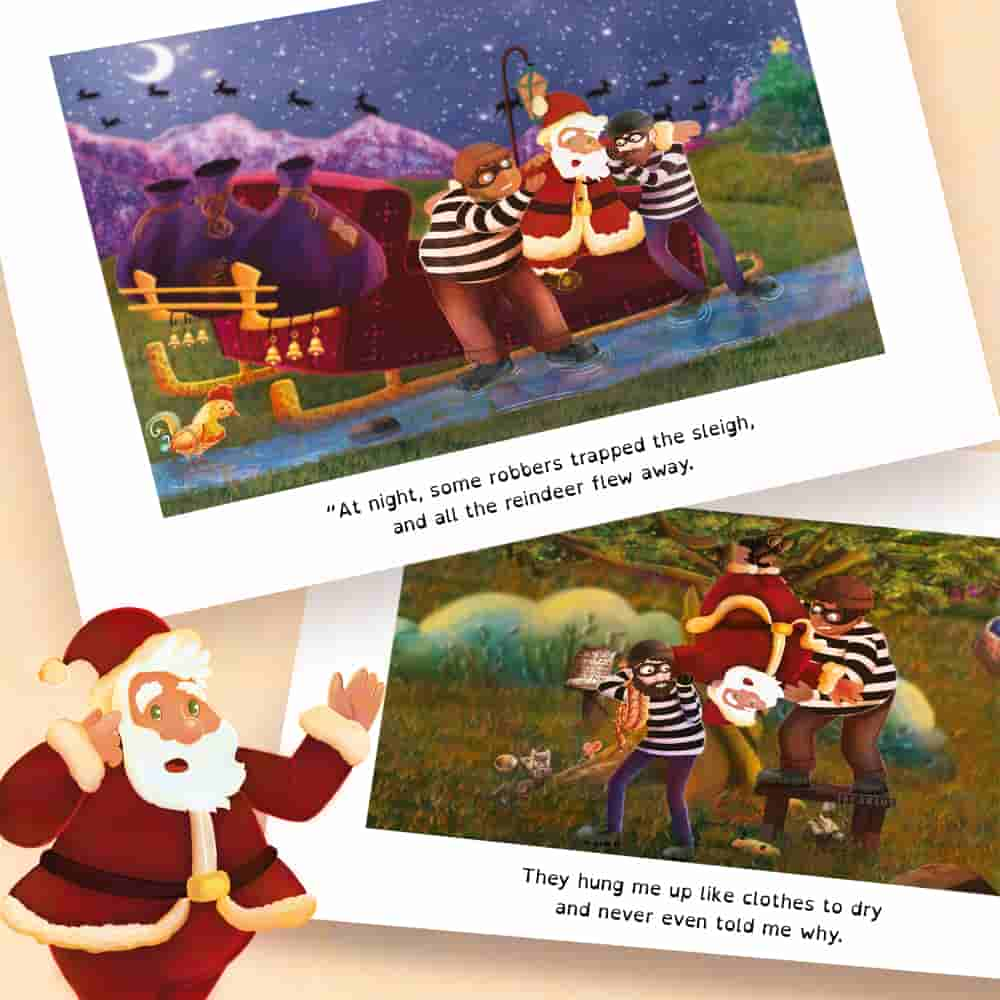 “At night, some robbers trapped the sleigh,
and all the reindeer flew away.
They hung me up like clothes to dry
and never even told me why.